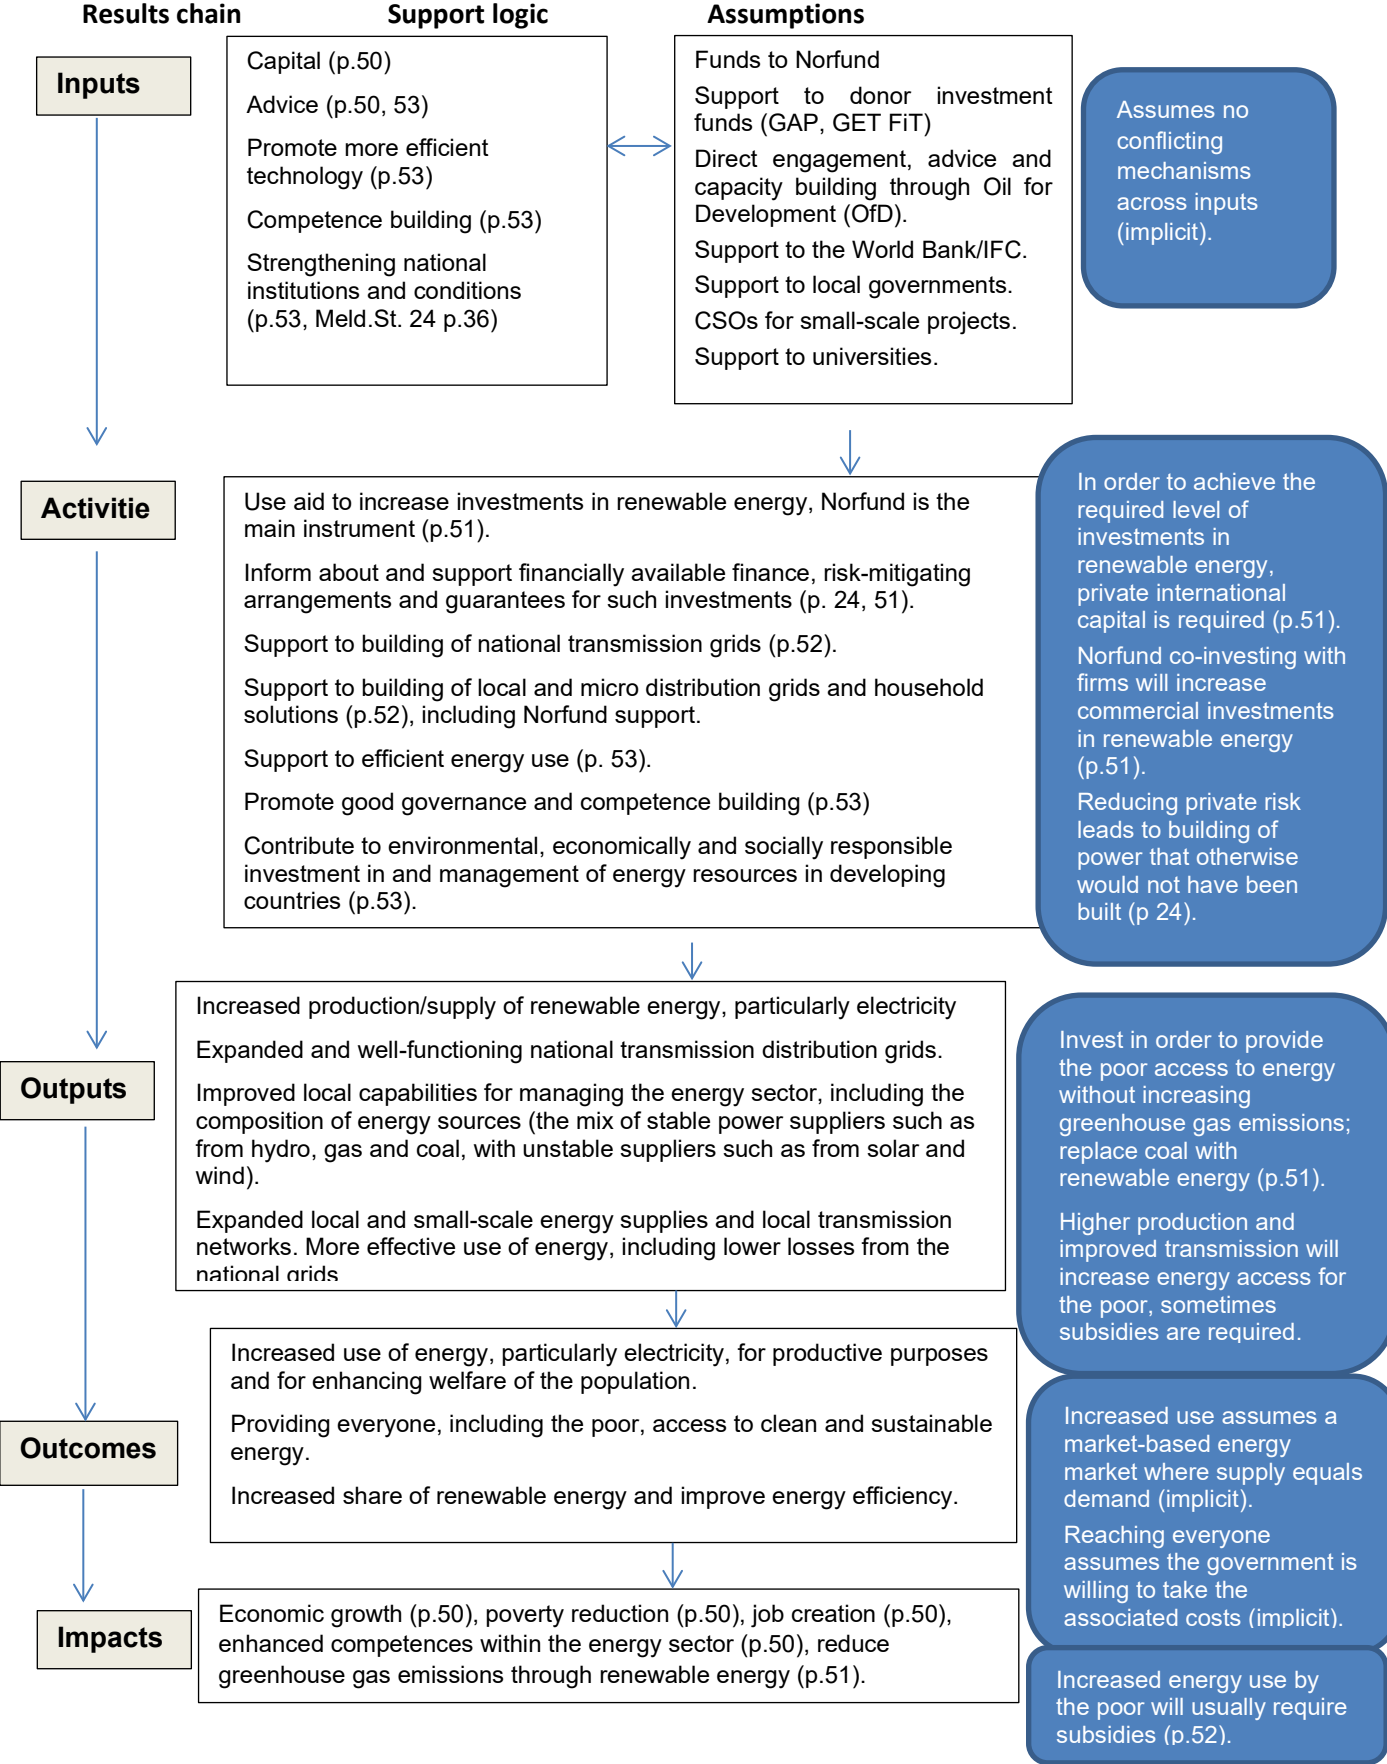 Results chain
Support logic
Assumptions
Inputs
Capital (p.50)
Advice (p.50, 53)
Promote more efficient
technology (p.53)
Competence building (p.53)
Strengthening national
institutions and conditions
(p.53, Meld.St. 24 p.36)
Funds to Norfund
Support to donor investment
funds (GAP, GET FiT)
Direct engagement, advice and
capacity building through Oil for
Development (OfD).
Support to the World Bank/IFC.
Support to local governments.
CSOs for small-scale projects.
Support to universities.
Assumes no
conflicting
mechanisms
across inputs
(implicit).
Activitie
Use aid to increase investments in renewable energy, Norfund is the
main instrument (p.51).
Inform about and support financially available finance, risk-mitigating
arrangements and guarantees for such investments (p. 24, 51).
Support to building of national transmission grids (p.52).
Support to building of local and micro distribution grids and household
solutions (p.52), including Norfund support.
Support to efficient energy use (p. 53).
Promote good governance and competence building (p.53)
Contribute to environmental, economically and socially responsible
investment in and management of energy resources in developing
countries (p.53).
In order to achieve the
required level of
investments in
renewable energy,
private international
capital is required (p.51).
Norfund co-investing with
firms will increase
commercial investments
in renewable energy
(p.51).
Reducing private risk
leads to building of
power that otherwise
would not have been
built (p 24).
Outputs
Increased production/supply of renewable energy, particularly electricity
Expanded and well-functioning national transmission distribution grids.
Improved local capabilities for managing the energy sector, including the
composition of energy sources (the mix of stable power suppliers such as
from hydro, gas and coal, with unstable suppliers such as from solar and
wind).
Expanded local and small-scale energy supplies and local transmission
networks. More effective use of energy, including lower losses from the
national grids
Invest in order to provide
the poor access to energy
without increasing
greenhouse gas emissions;
replace coal with
renewable energy (p.51).
Higher production and
improved transmission will
increase energy access for
the poor, sometimes
subsidies are required.
Outcomes
Increased use of energy, particularly electricity, for productive purposes
and for enhancing welfare of the population.
Providing everyone, including the poor, access to clean and sustainable
energy.
Increased share of renewable energy and improve energy efficiency.
Increased use assumes a
market-based energy
market where supply equals
demand (implicit).
Reaching everyone
assumes the government is
willing to take the
associated costs (implicit).
Impacts
Economic growth (p.50), poverty reduction (p.50), job creation (p.50),
enhanced competences within the energy sector (p.50), reduce
greenhouse gas emissions through renewable energy (p.51).
Increased energy use by
the poor will usually require
subsidies (p.52).